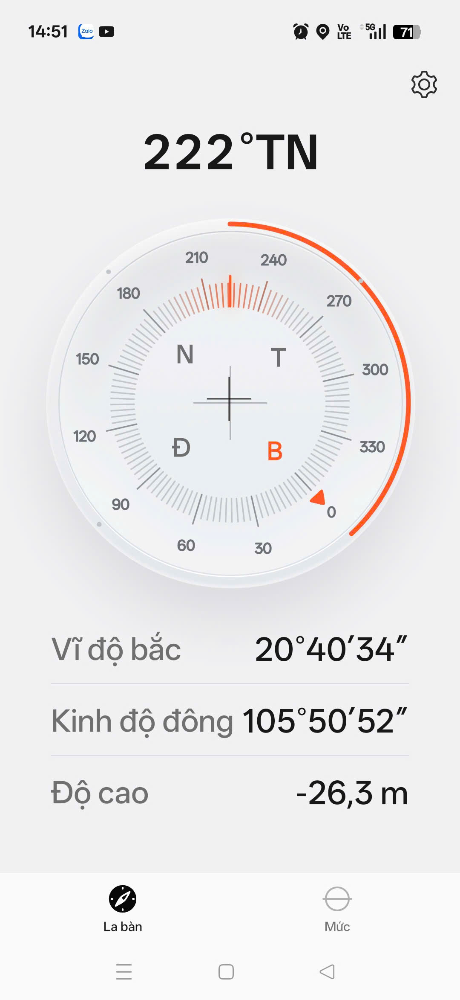 14:51 Zalo Vo LTE 5G 71
222°TN
210 240
180 270
N T
150 300
120 330
Đ B
90 0
60 30
Vĩ độ bắc 20°40′34″
Kinh độ đông 105°50′52″
Độ cao -26,3 m
La bàn Mức